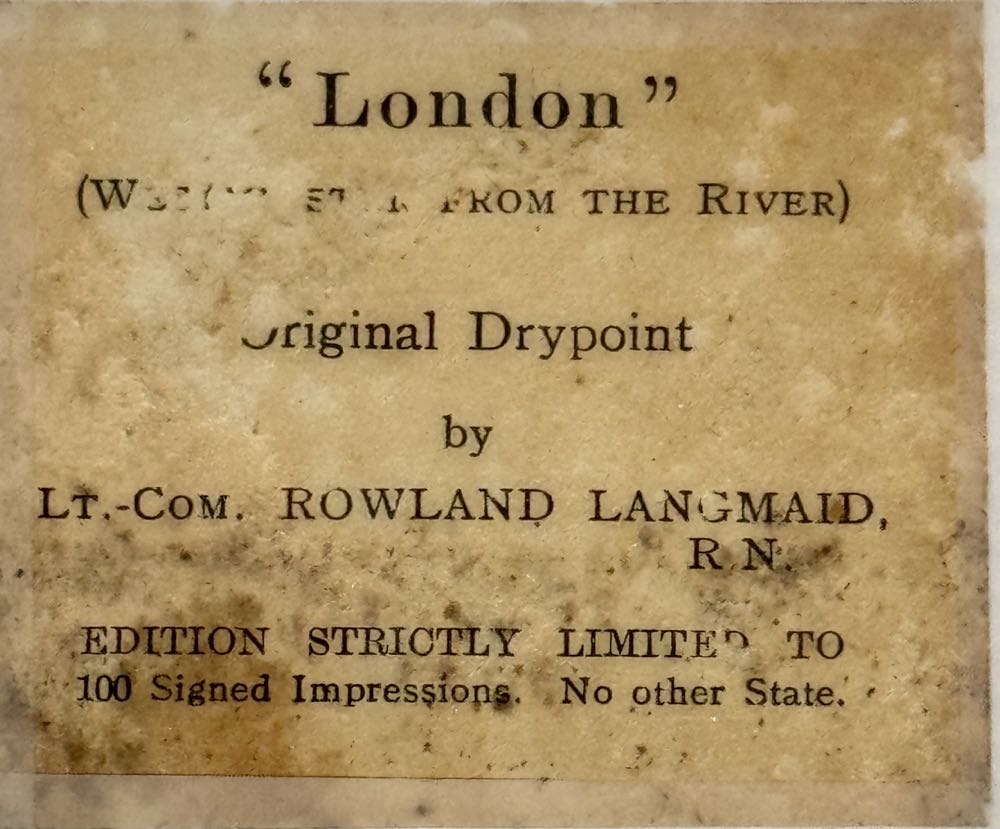 “London”
(W FROM THE RIVER)
Original Drypoint
by
LT.-COM. ROWLAND LANGMAID,
R.N.
EDITION STRICTLY LIMITED TO
100 Signed Impressions. No other State.